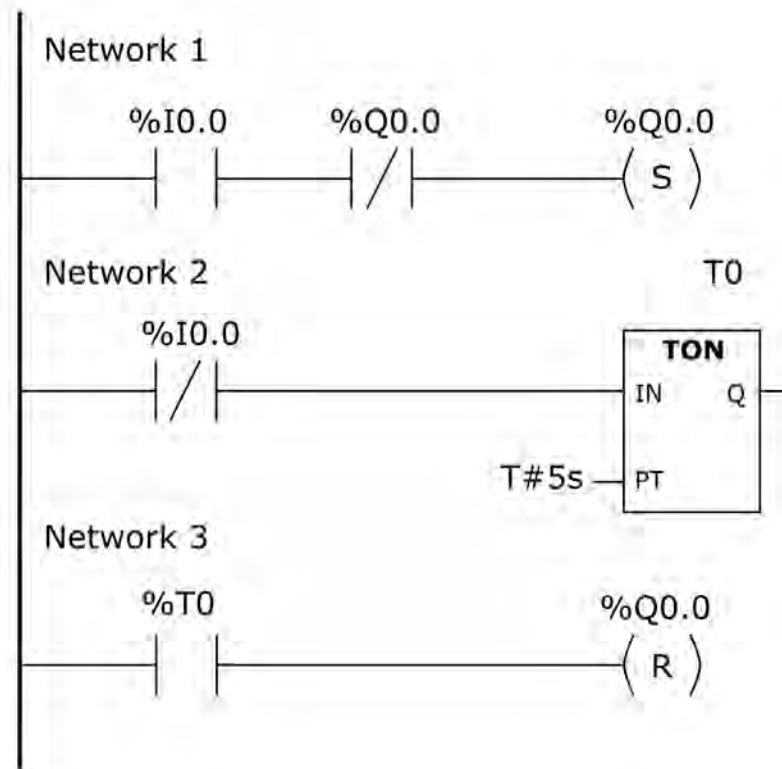 Network 1
%I0.0 %Q0.0 %Q0.0
S
Network 2 T0
%I0.0
TON
IN Q
T#5s PT
Network 3
%T0 %Q0.0
R